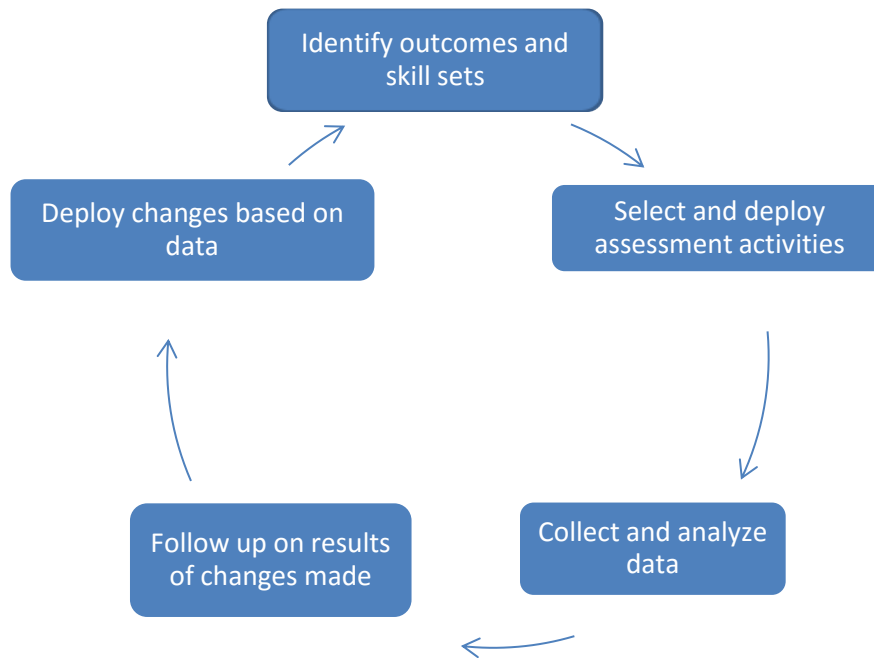 Identify outcomes and
skill sets
Select and deploy
assessment activities
Collect and analyze
data
Follow up on results
of changes made
Deploy changes based on
data